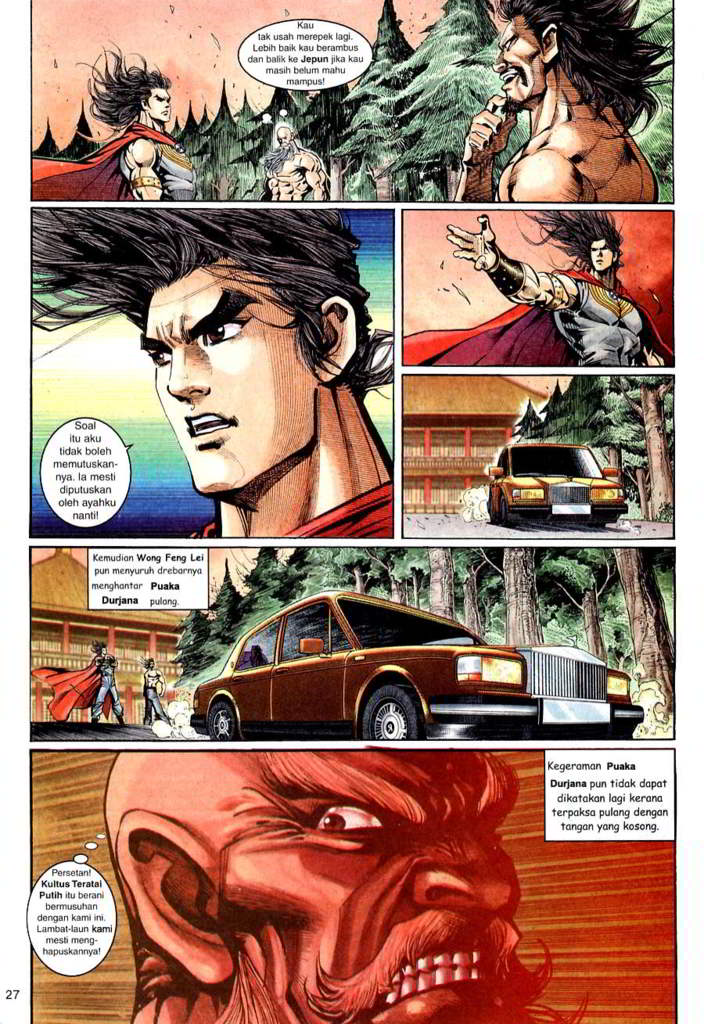 Kau
tak usah merepek lagi.
Lebih baik kau berambus
dan balik ke Jepun jika kau
masih belum mahu
mampus!
Soal
itu aku
tidak boleh
memutuskan-
nya. Ia mesti
diputuskan
oleh ayahku
nanti!
Kemudian Wong Feng Lei
pun menyuruh drebarnya
menghantar Puaka
Durjana pulang.
Kegeraman Puaka
Durjana pun tidak dapat
dikatakan lagi kerana
terpaksa pulang dengan
tangan yang kosong.
Persetan!
Kultus Teratai
Putih itu berani
bermusuhan
dengan kami ini.
Lambat-laun kami
mesti meng-
hapuskannya!
27